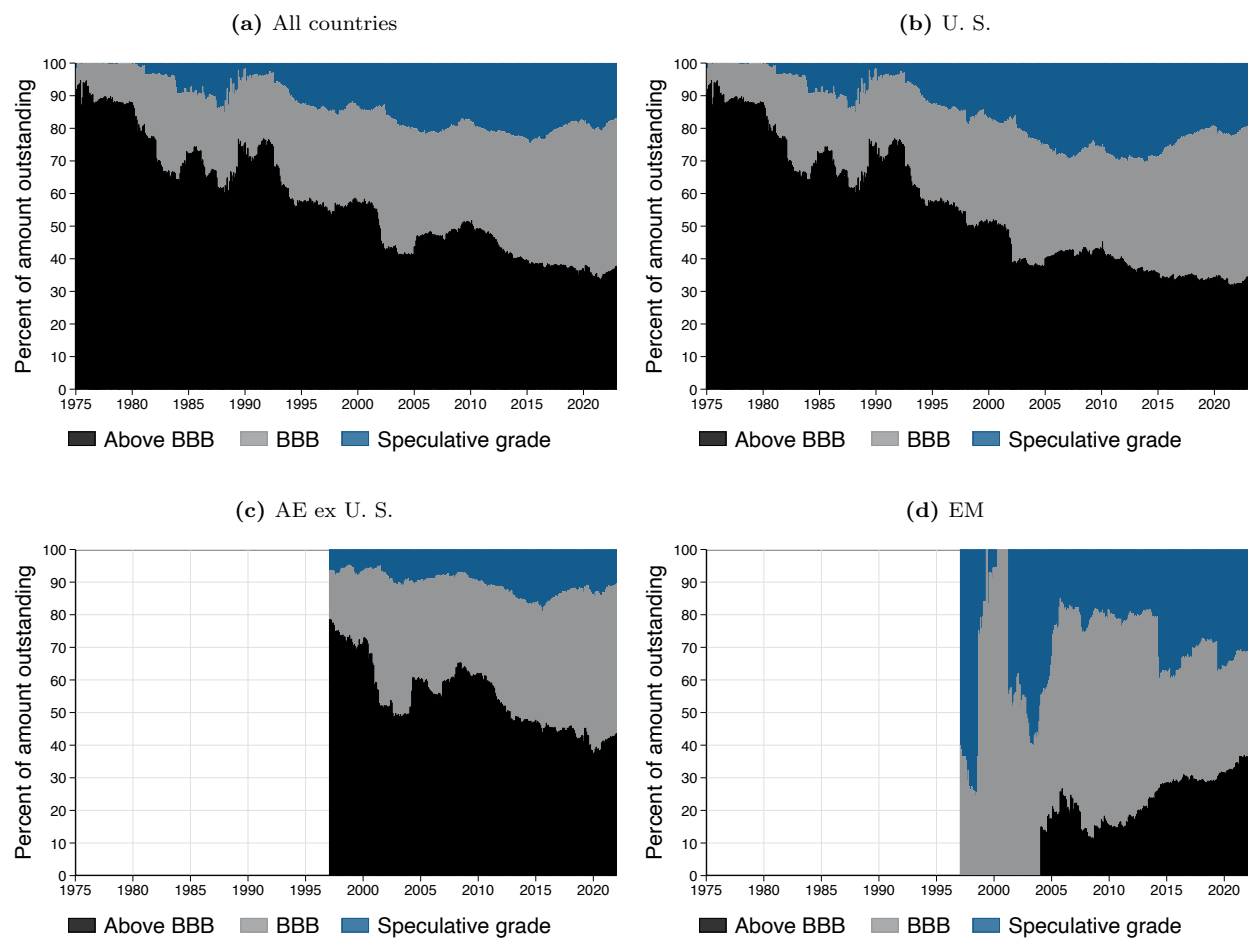 (a) All countries
Percent of amount outstanding
100
90
80
70
60
50
40
30
20
10
0
1975 1980 1985 1990 1995 2000 2005 2010 2015 2020
Above BBB BBB Speculative grade
(b) U. S.
Percent of amount outstanding
100
90
80
70
60
50
40
30
20
10
0
1975 1980 1985 1990 1995 2000 2005 2010 2015 2020
Above BBB BBB Speculative grade
(c) AE ex U. S.
Percent of amount outstanding
100
90
80
70
60
50
40
30
20
10
0
1975 1980 1985 1990 1995 2000 2005 2010 2015 2020
Above BBB BBB Speculative grade
(d) EM
Percent of amount outstanding
100
90
80
70
60
50
40
30
20
10
0
1975 1980 1985 1990 1995 2000 2005 2010 2015 2020
Above BBB BBB Speculative grade